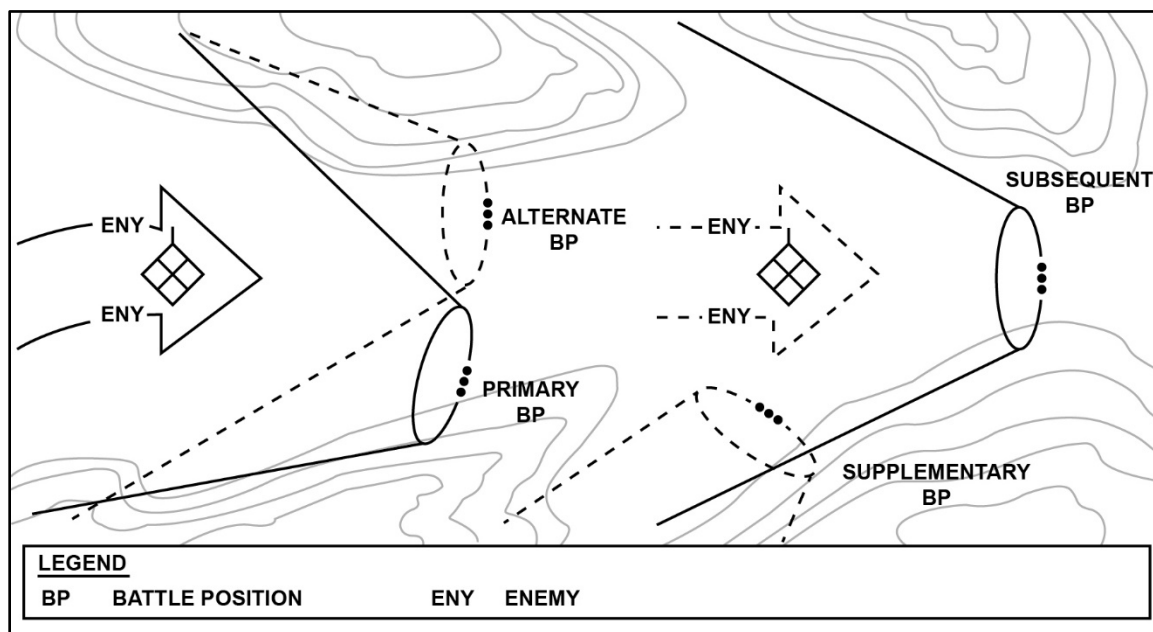 SUBSEQUENT
BP
ENY
ALTERNATE
BP
ENY
ENY
ENY
PRIMARY
BP
SUPPLEMENTARY
BP
LEGEND
BP BATTLE POSITION ENY ENEMY